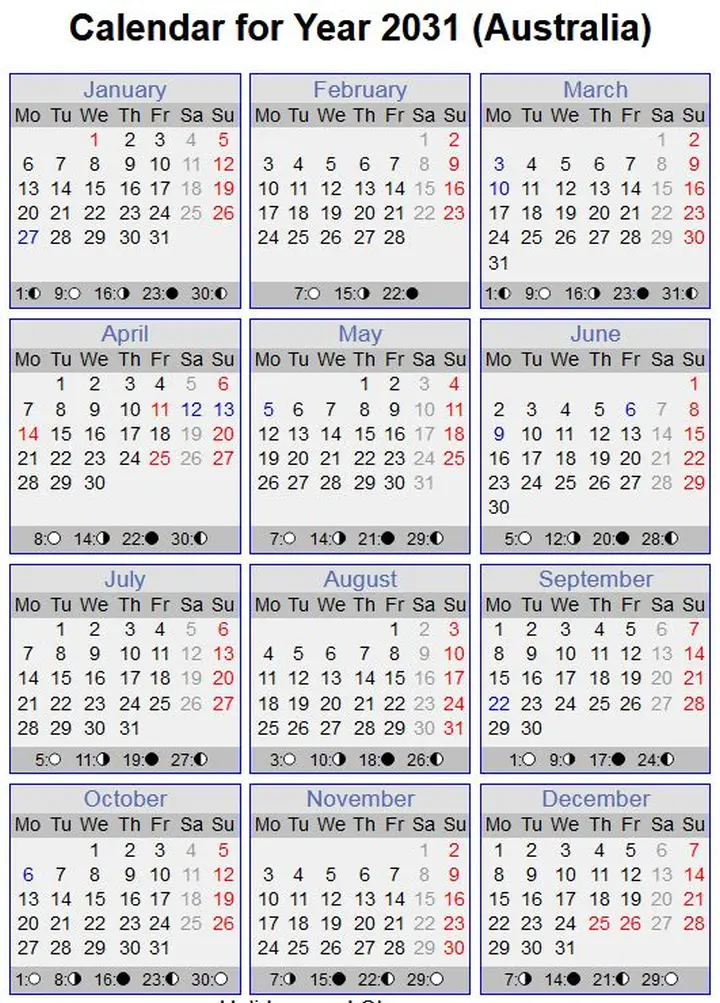 Calendar for Year 2031 (Australia)
January
Mo Tu We Th Fr Sa Su
1 2 3 4 5
6 7 8 9 10 11 12
13 14 15 16 17 18 19
20 21 22 23 24 25 26
27 28 29 30 31
1:◐ 9:○ 16:◑ 23:● 30:◐
February
Mo Tu We Th Fr Sa Su
1 2
3 4 5 6 7 8 9
10 11 12 13 14 15 16
17 18 19 20 21 22 23
24 25 26 27 28
7:○ 15:◑ 22:●
March
Mo Tu We Th Fr Sa Su
1 2
3 4 5 6 7 8 9
10 11 12 13 14 15 16
17 18 19 20 21 22 23
24 25 26 27 28 29 30
31
1:◐ 9:○ 16:◑ 23:● 31:◐
April
Mo Tu We Th Fr Sa Su
1 2 3 4 5 6
7 8 9 10 11 12 13
14 15 16 17 18 19 20
21 22 23 24 25 26 27
28 29 30
8:○ 14:◑ 22:● 30:◐
May
Mo Tu We Th Fr Sa Su
1 2 3 4
5 6 7 8 9 10 11
12 13 14 15 16 17 18
19 20 21 22 23 24 25
26 27 28 29 30 31
7:○ 14:◑ 21:● 29:◐
June
Mo Tu We Th Fr Sa Su
1
2 3 4 5 6 7 8
9 10 11 12 13 14 15
16 17 18 19 20 21 22
23 24 25 26 27 28 29
30
5:○ 12:◑ 20:● 28:◐
July
Mo Tu We Th Fr Sa Su
1 2 3 4 5 6
7 8 9 10 11 12 13
14 15 16 17 18 19 20
21 22 23 24 25 26 27
28 29 30 31
5:○ 11:◑ 19:● 27:◐
August
Mo Tu We Th Fr Sa Su
1 2 3
4 5 6 7 8 9 10
11 12 13 14 15 16 17
18 19 20 21 22 23 24
25 26 27 28 29 30 31
3:○ 10:◑ 18:● 26:◐
September
Mo Tu We Th Fr Sa Su
1 2 3 4 5 6 7
8 9 10 11 12 13 14
15 16 17 18 19 20 21
22 23 24 25 26 27 28
29 30
1:○ 9:◑ 17:● 24:◐
October
Mo Tu We Th Fr Sa Su
1 2 3 4 5
6 7 8 9 10 11 12
13 14 15 16 17 18 19
20 21 22 23 24 25 26
27 28 29 30 31
1:○ 8:◑ 16:● 23:◐ 30:○
November
Mo Tu We Th Fr Sa Su
1 2
3 4 5 6 7 8 9
10 11 12 13 14 15 16
17 18 19 20 21 22 23
24 25 26 27 28 29 30
7:◑ 15:● 22:◐ 29:○
December
Mo Tu We Th Fr Sa Su
1 2 3 4 5 6 7
8 9 10 11 12 13 14
15 16 17 18 19 20 21
22 23 24 25 26 27 28
29 30 31
7:◑ 14:● 21:◐ 29:○